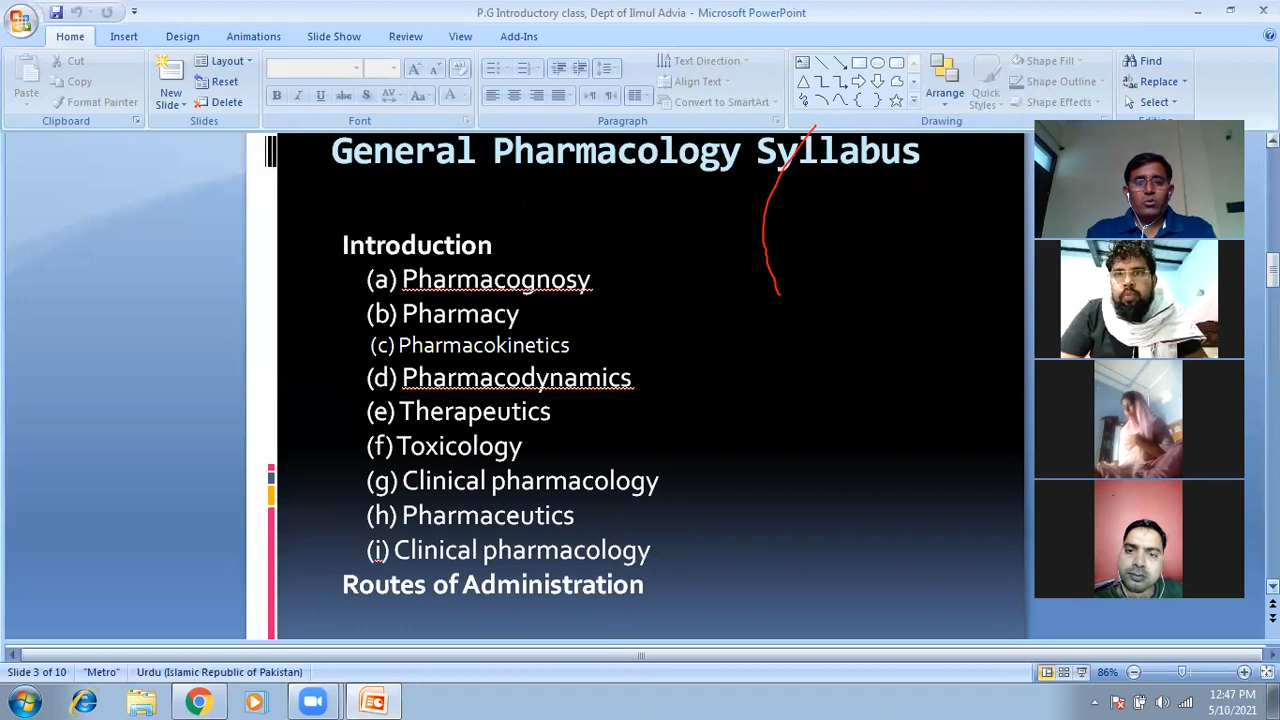 P.G Introductory class, Dept of Ilmul Advia - Microsoft PowerPoint
Home Insert Design Animations Slide Show Review View Add-Ins
Paste
Cut
Copy
Format Painter
Clipboard
New Slide
Layout
Reset
Delete
Slides
B I U abc S AV Aa A
Font
Text Direction
Align Text
Convert to SmartArt
Paragraph
Arrange
Quick Styles
Shape Fill
Shape Outline
Shape Effects
Drawing
Find
Replace
Select
Editing
General Pharmacology Syllabus
Introduction
(a) Pharmacognosy
(b) Pharmacy
(c) Pharmacokinetics
(d) Pharmacodynamics
(e) Therapeutics
(f) Toxicology
(g) Clinical pharmacology
(h) Pharmaceutics
(i) Clinical pharmacology
Routes of Administration
Slide 3 of 10 "Metro" Urdu (Islamic Republic of Pakistan) 86%
12:47 PM
5/10/2021